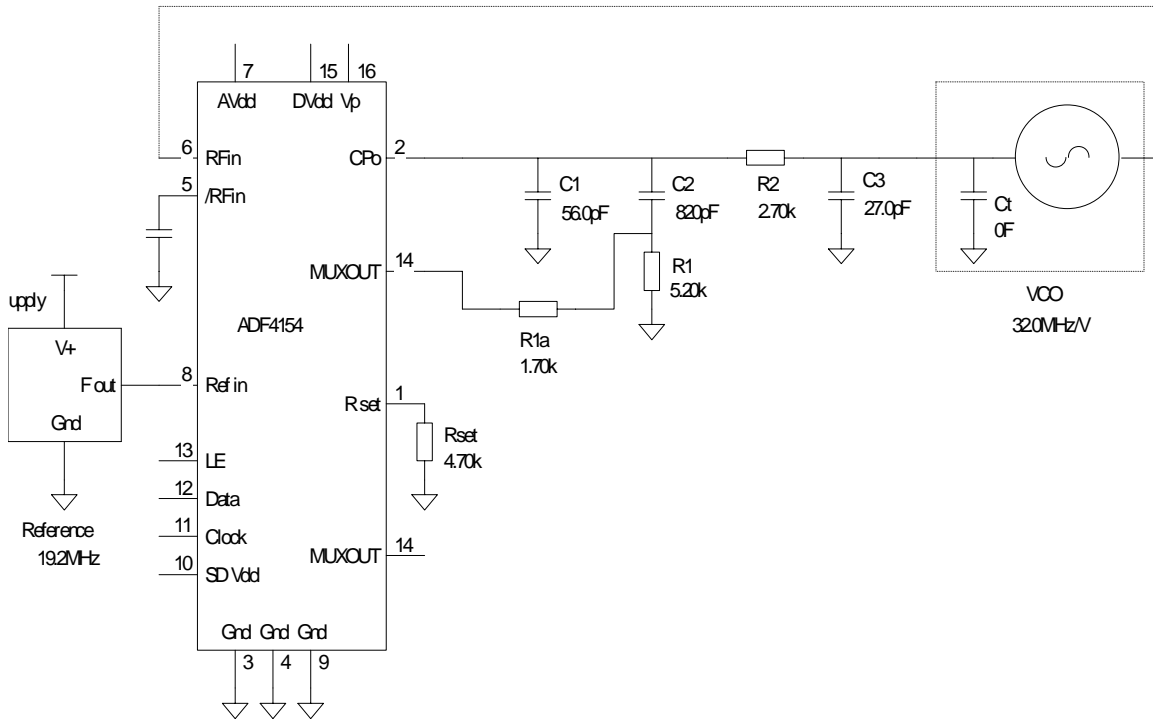 7 15 16
AVdd DVdd Vp
6 RFin
CPo 2
5 /RFin
C1
56.0pF
C2
820pF
R2
2.70k
C3
27.0pF
Ct
0F
MUXOUT 14
R1
5.20k
VCO
32.0MHz/V
upply
ADF4154
R1a
1.70k
V+
Fout
Gnd
8 Ref in
Rset 1
Rset
4.70k
13 LE
12 Data
Reference
19.2MHz
11 Clock
MUXOUT 14
10 SD Vdd
Gnd Gnd Gnd
3 4 9